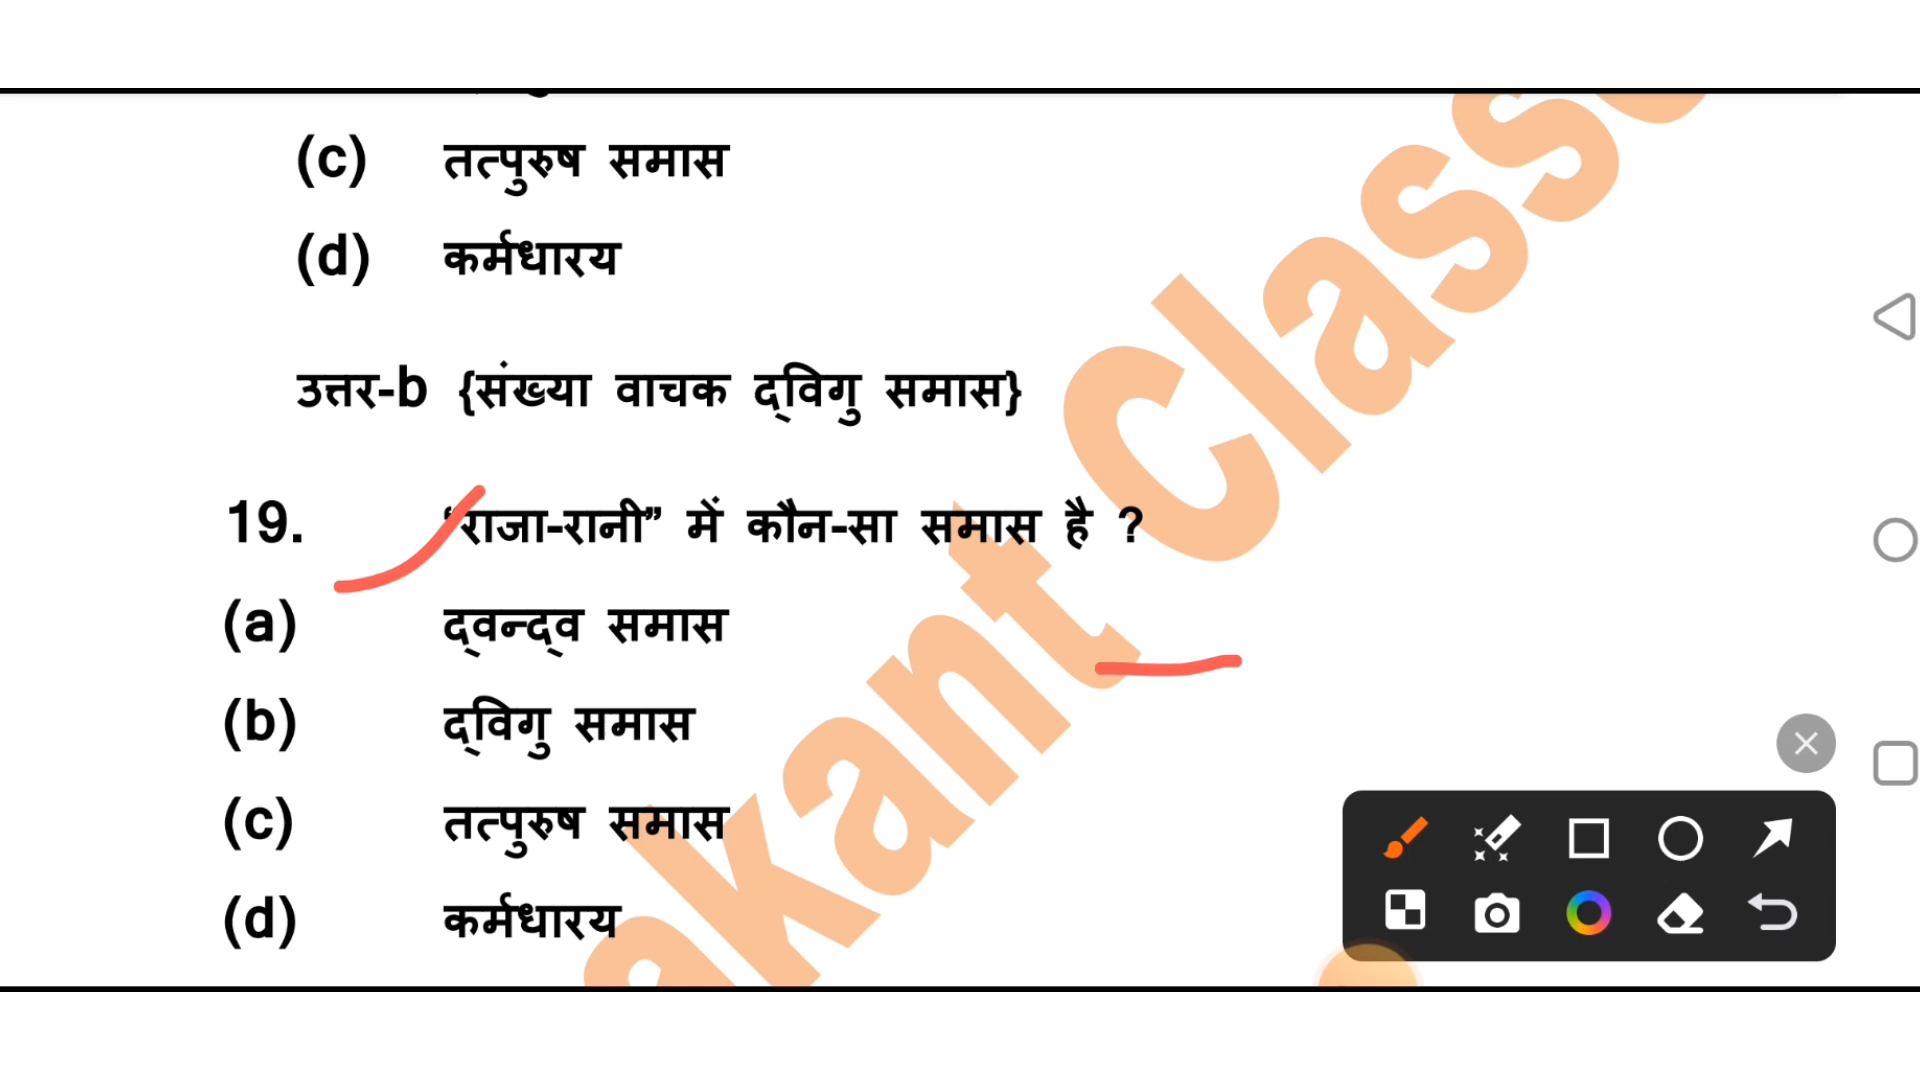 (c) तत्पुरुष समास
(d) कर्मधारय
उत्तर-b {संख्या वाचक द्विगु समास}
19. “राजा-रानी” में कौन-सा समास है ?
(a) द्वन्द्व समास
(b) द्विगु समास
(c) तत्पुरुष समास
(d) कर्मधारय
akant Classe